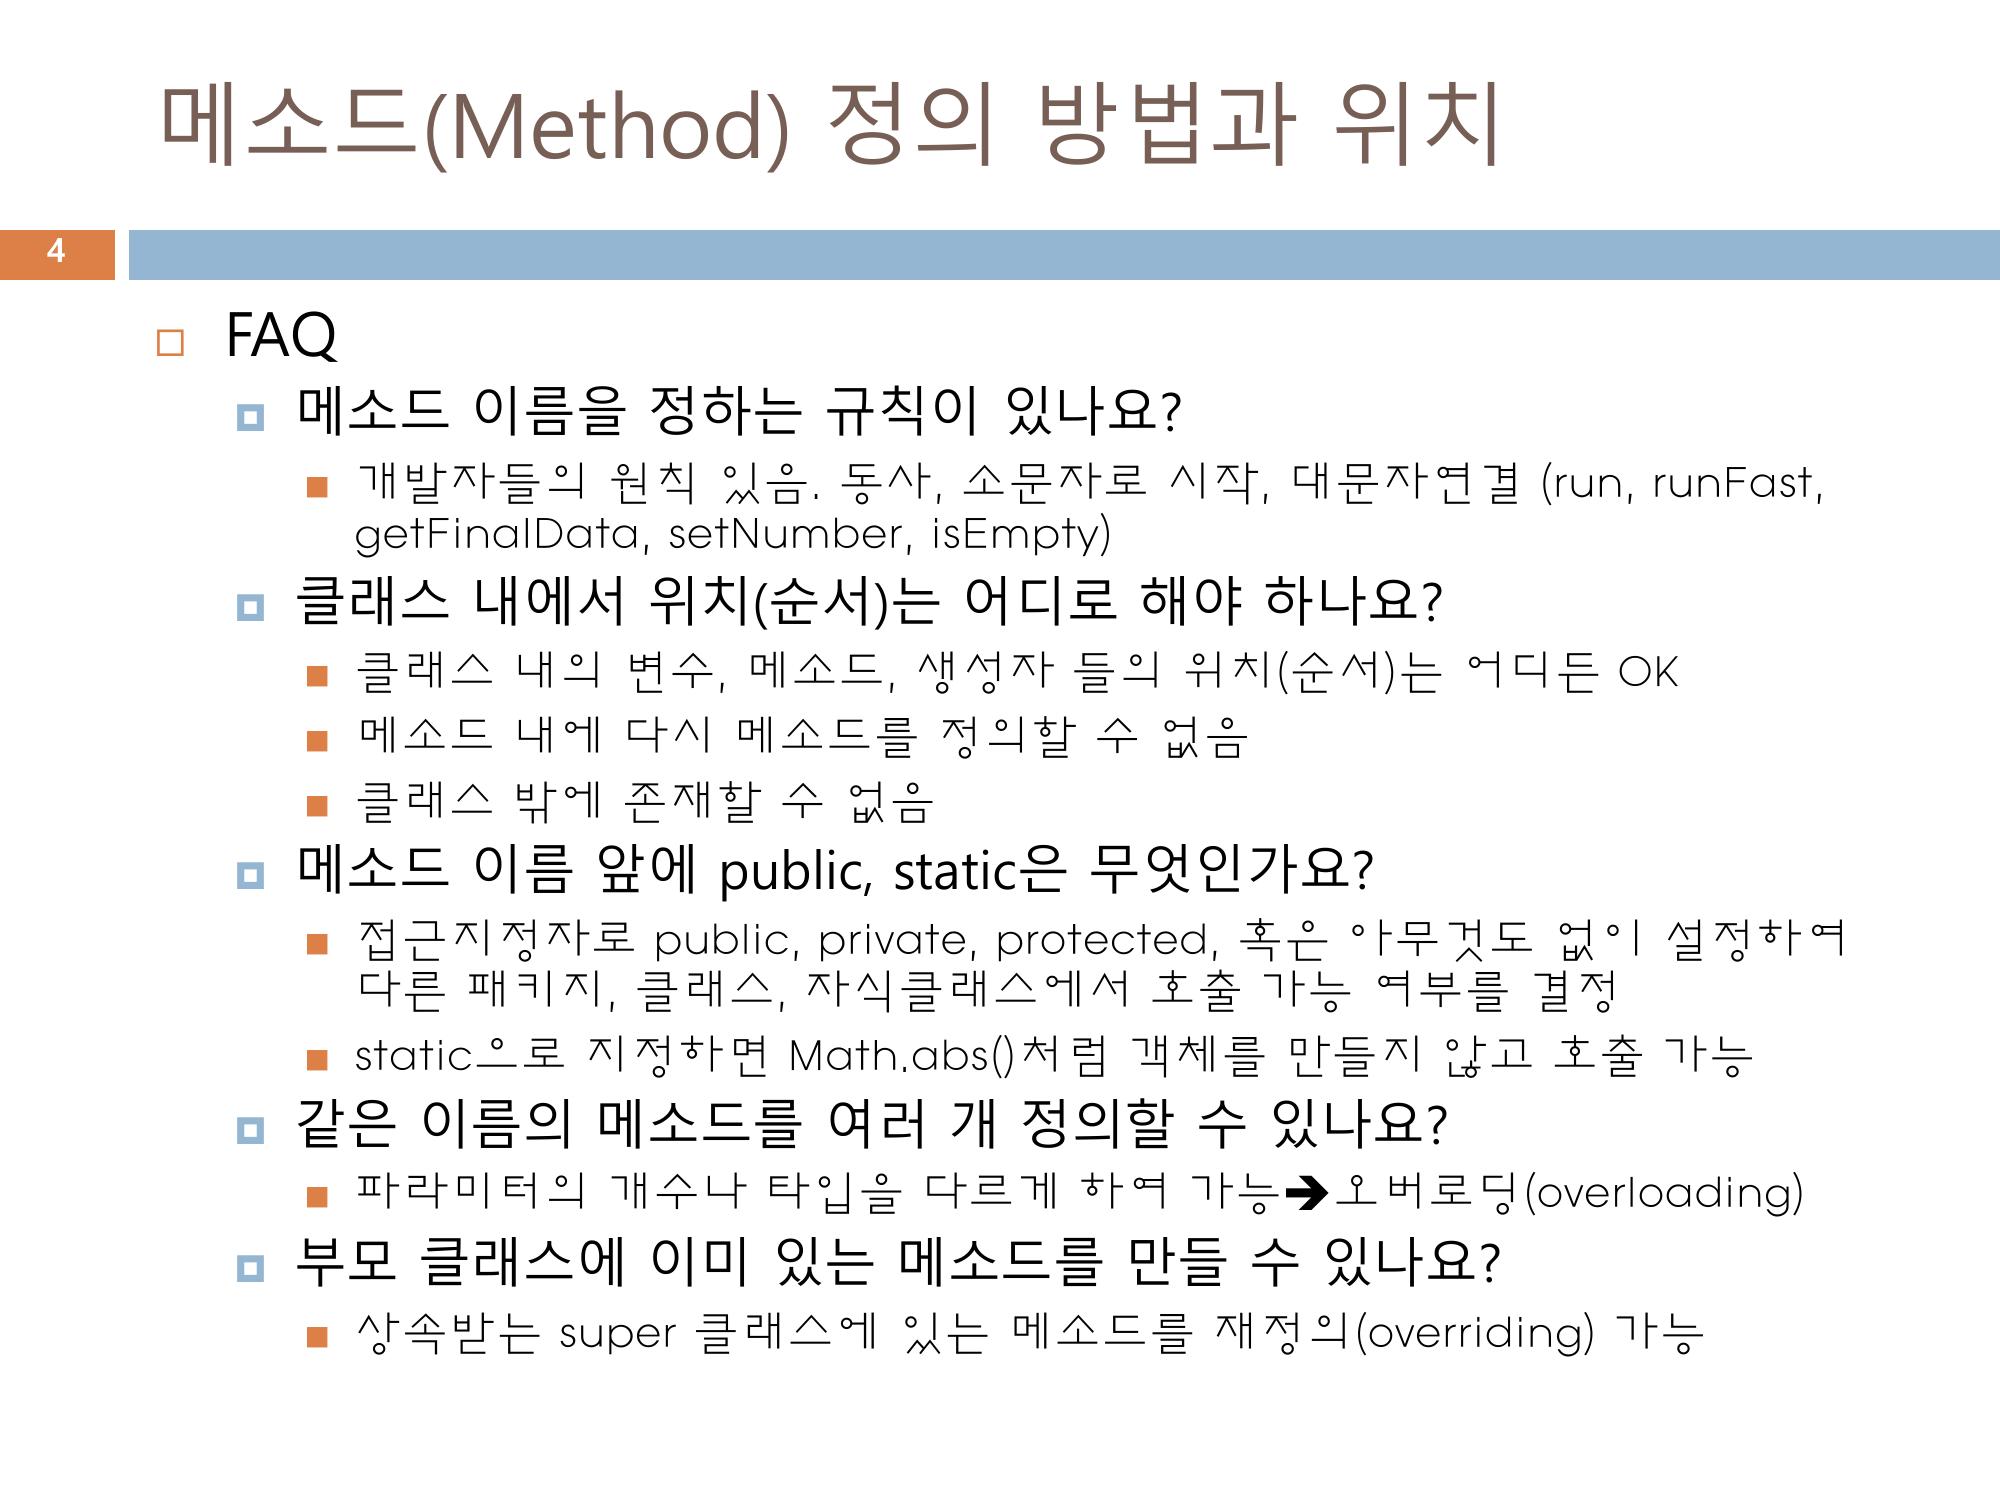 메소드(Method) 정의 방법과 위치
4
FAQ
메소드 이름을 정하는 규칙이 있나요?
개발자들의 원칙 있음. 동사, 소문자로 시작, 대문자연결 (run, runFast,
getFinalData, setNumber, isEmpty)
클래스 내에서 위치(순서)는 어디로 해야 하나요?
클래스 내의 변수, 메소드, 생성자 들의 위치(순서)는 어디든 OK
메소드 내에 다시 메소드를 정의할 수 없음
클래스 밖에 존재할 수 없음
메소드 이름 앞에 public, static은 무엇인가요?
접근지정자로 public, private, protected, 혹은 아무것도 없이 설정하여
다른 패키지, 클래스, 자식클래스에서 호출 가능 여부를 결정
static으로 지정하면 Math.abs()처럼 객체를 만들지 않고 호출 가능
같은 이름의 메소드를 여러 개 정의할 수 있나요?
파라미터의 개수나 타입을 다르게 하여 가능➔오버로딩(overloading)
부모 클래스에 이미 있는 메소드를 만들 수 있나요?
상속받는 super 클래스에 있는 메소드를 재정의(overriding) 가능